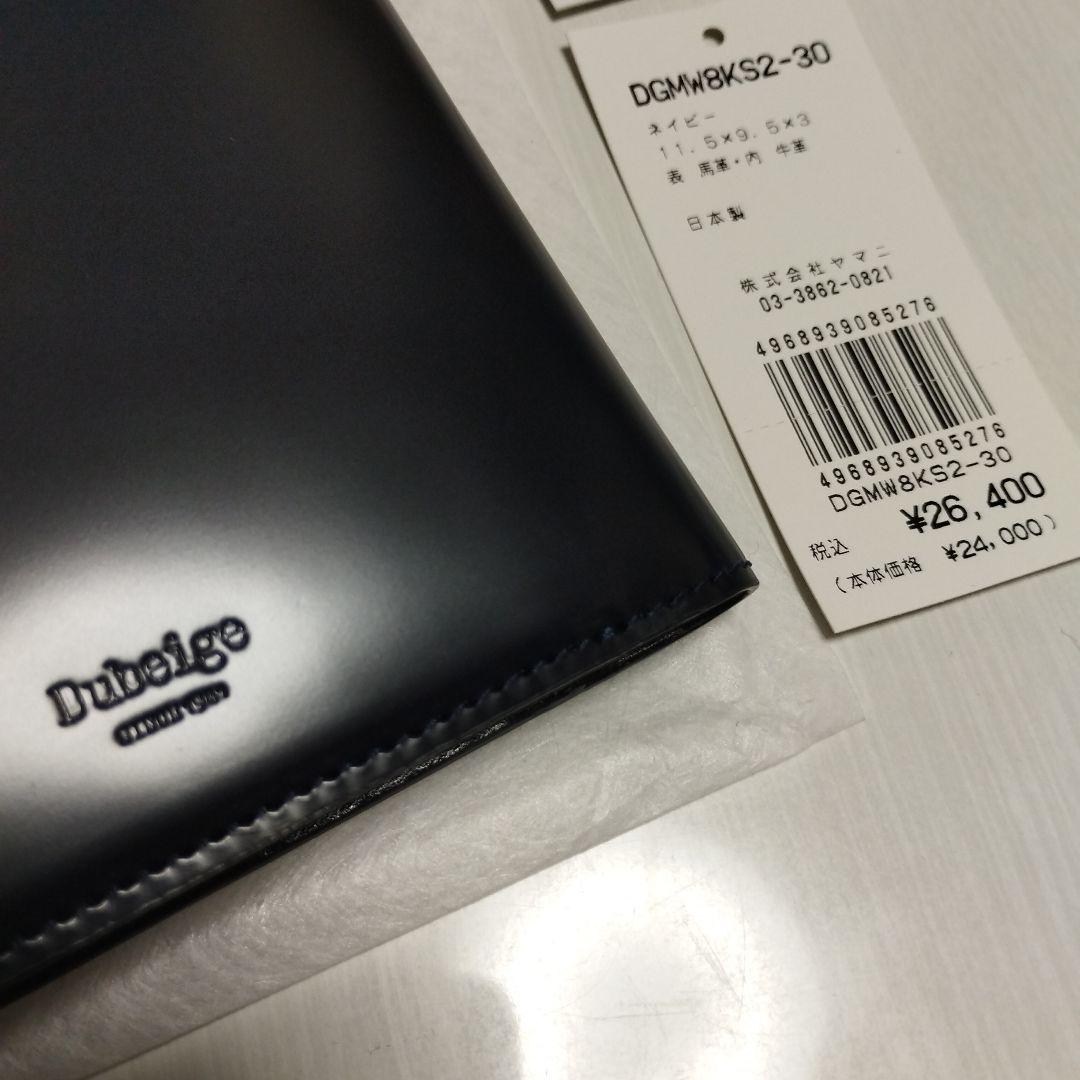 Dubeige
DGMW8KS2-30
ネイビー
11.5×9.5×3
表 馬革・内 牛革
日本製
株式会社ヤマニ
03-3862-0821
4968939085276
4968939085276
DGMW8KS2-30
¥26,400
税込
(本体価格 ¥24,000)